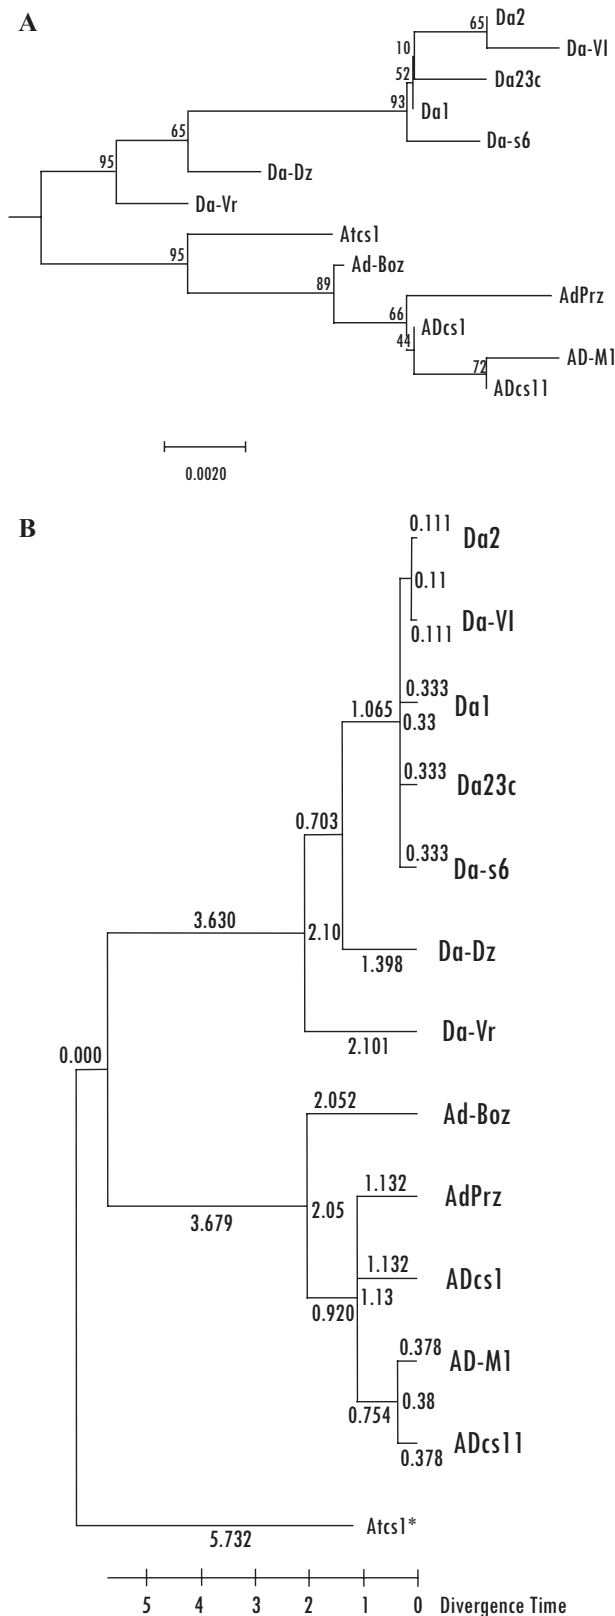 A
65
Da2
Da-VI
10
52
Da23c
Da1
93
65
Da-s6
95
Da-Dz
Da-Vr
Atcs1
95
Ad-Boz
89
AdPrz
66
ADcs1
44
AD-M1
72
ADcs11
0.0020
B
0.111
Da2
0.11
0.111
Da-VI
0.333
Da1
1.065
0.33
0.333
Da23c
0.703
0.333
Da-s6
3.630
2.10
Da-Dz
1.398
Da-Vr
2.101
0.000
2.052
Ad-Boz
1.132
AdPrz
3.679
2.05
1.132
ADcs1
0.920
1.13
0.378
AD-M1
0.754
0.38
ADcs11
0.378
Atcs1*
5.732
5 4 3 2 1 0 Divergence Time